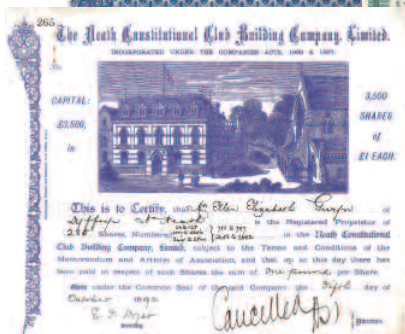 265
The Neath Constitutional Club Building Company, Limited.
INCORPORATED UNDER THE COMPANIES ACTS, 1862 & 1867.
No.
CAPITAL:
£3,500,
in
3,500
SHARES
of
£1 EACH.
This is to Certify, that Ellen Elizabeth of
is the Registered Proprietor of
Shares, Numbered in the Neath Constitutional
Club Building Company, Limited, subject to the Terms and Conditions of the
Memorandum and Articles of Association, and that up to this day there has
been paid in respect of such Shares the sum of One pound per Share.
Given under the Common Seal of the said Company the day of
October
Cancelled